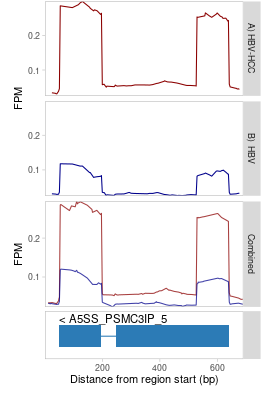 0.2
0.1
A) HBV-HCC
FPM
0.2
0.1
B) HBV
FPM
0.2
0.1
Combined
< A5SS_PSMC3IP_5
200 400 600
Distance from region start (bp)